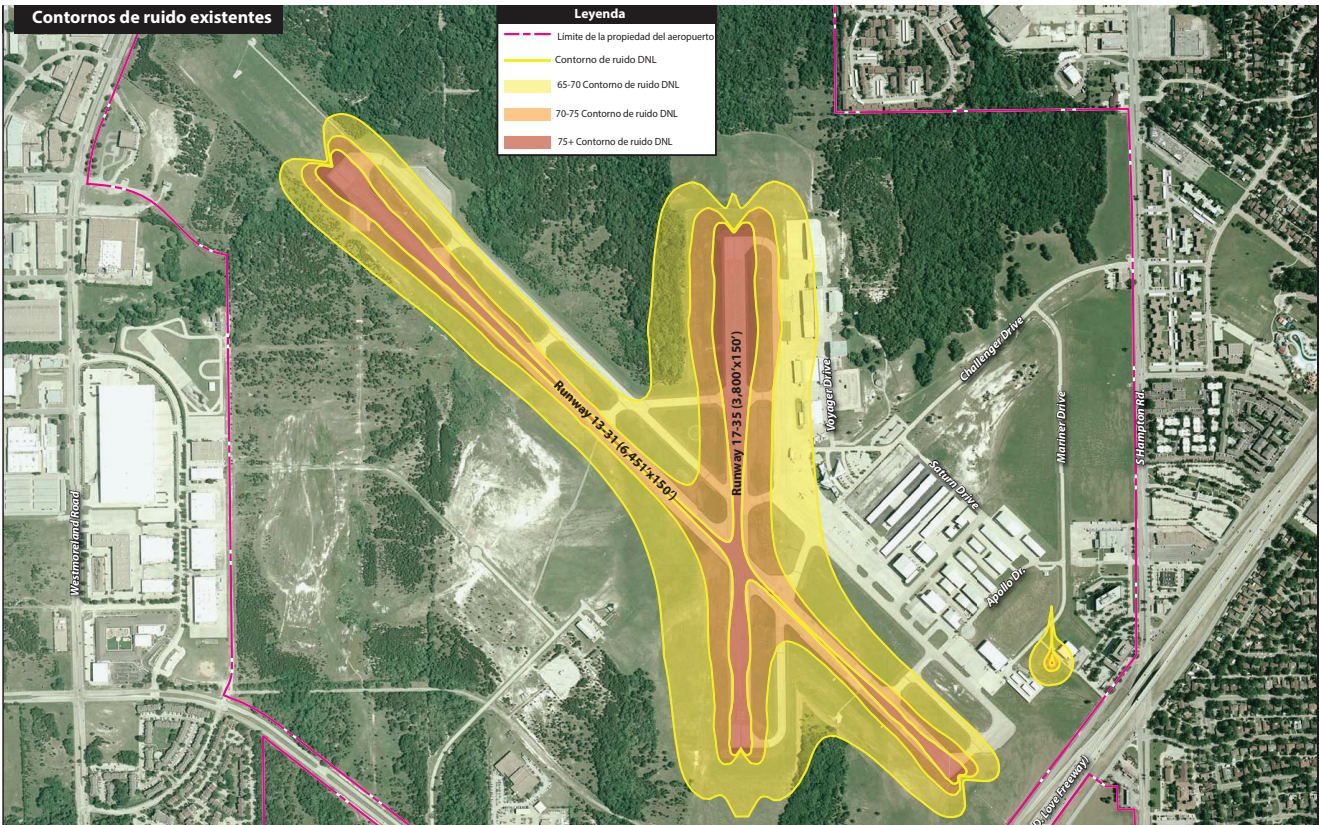 Contornos de ruido existentes
Leyenda
Límite de la propiedad del aeropuerto
Contorno de ruido DNL
65-70 Contorno de ruido DNL
70-75 Contorno de ruido DNL
75+ Contorno de ruido DNL
Runway 13-31 (6,451'x150')
Runway 17-35 (3,800'x150')
Voyager Drive
Challenger Drive
Mariner Drive
S Hampton Rd.
Saturn Drive
Apollo Dr.
Westmoreland Road
D. Love Freeway)